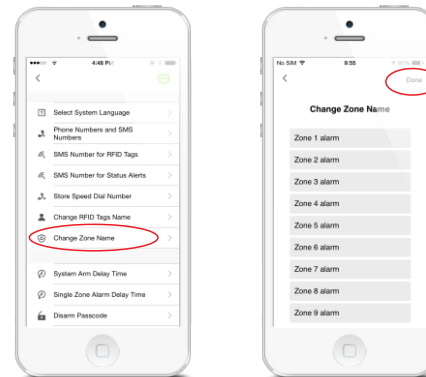 4:48 PM
Select System Language
Phone Numbers and SMS
Numbers
SMS Number for RFID Tags
SMS Number for Status Alerts
Store Speed Dial Number
Change RFID Tags Name
Change Zone Name
System Arm Delay Time
Single Zone Alarm Delay Time
Disarm Passcode
No SIM 9:55
Done
Change Zone Name
Zone 1 alarm
Zone 2 alarm
Zone 3 alarm
Zone 4 alarm
Zone 5 alarm
Zone 6 alarm
Zone 7 alarm
Zone 8 alarm
Zone 9 alarm